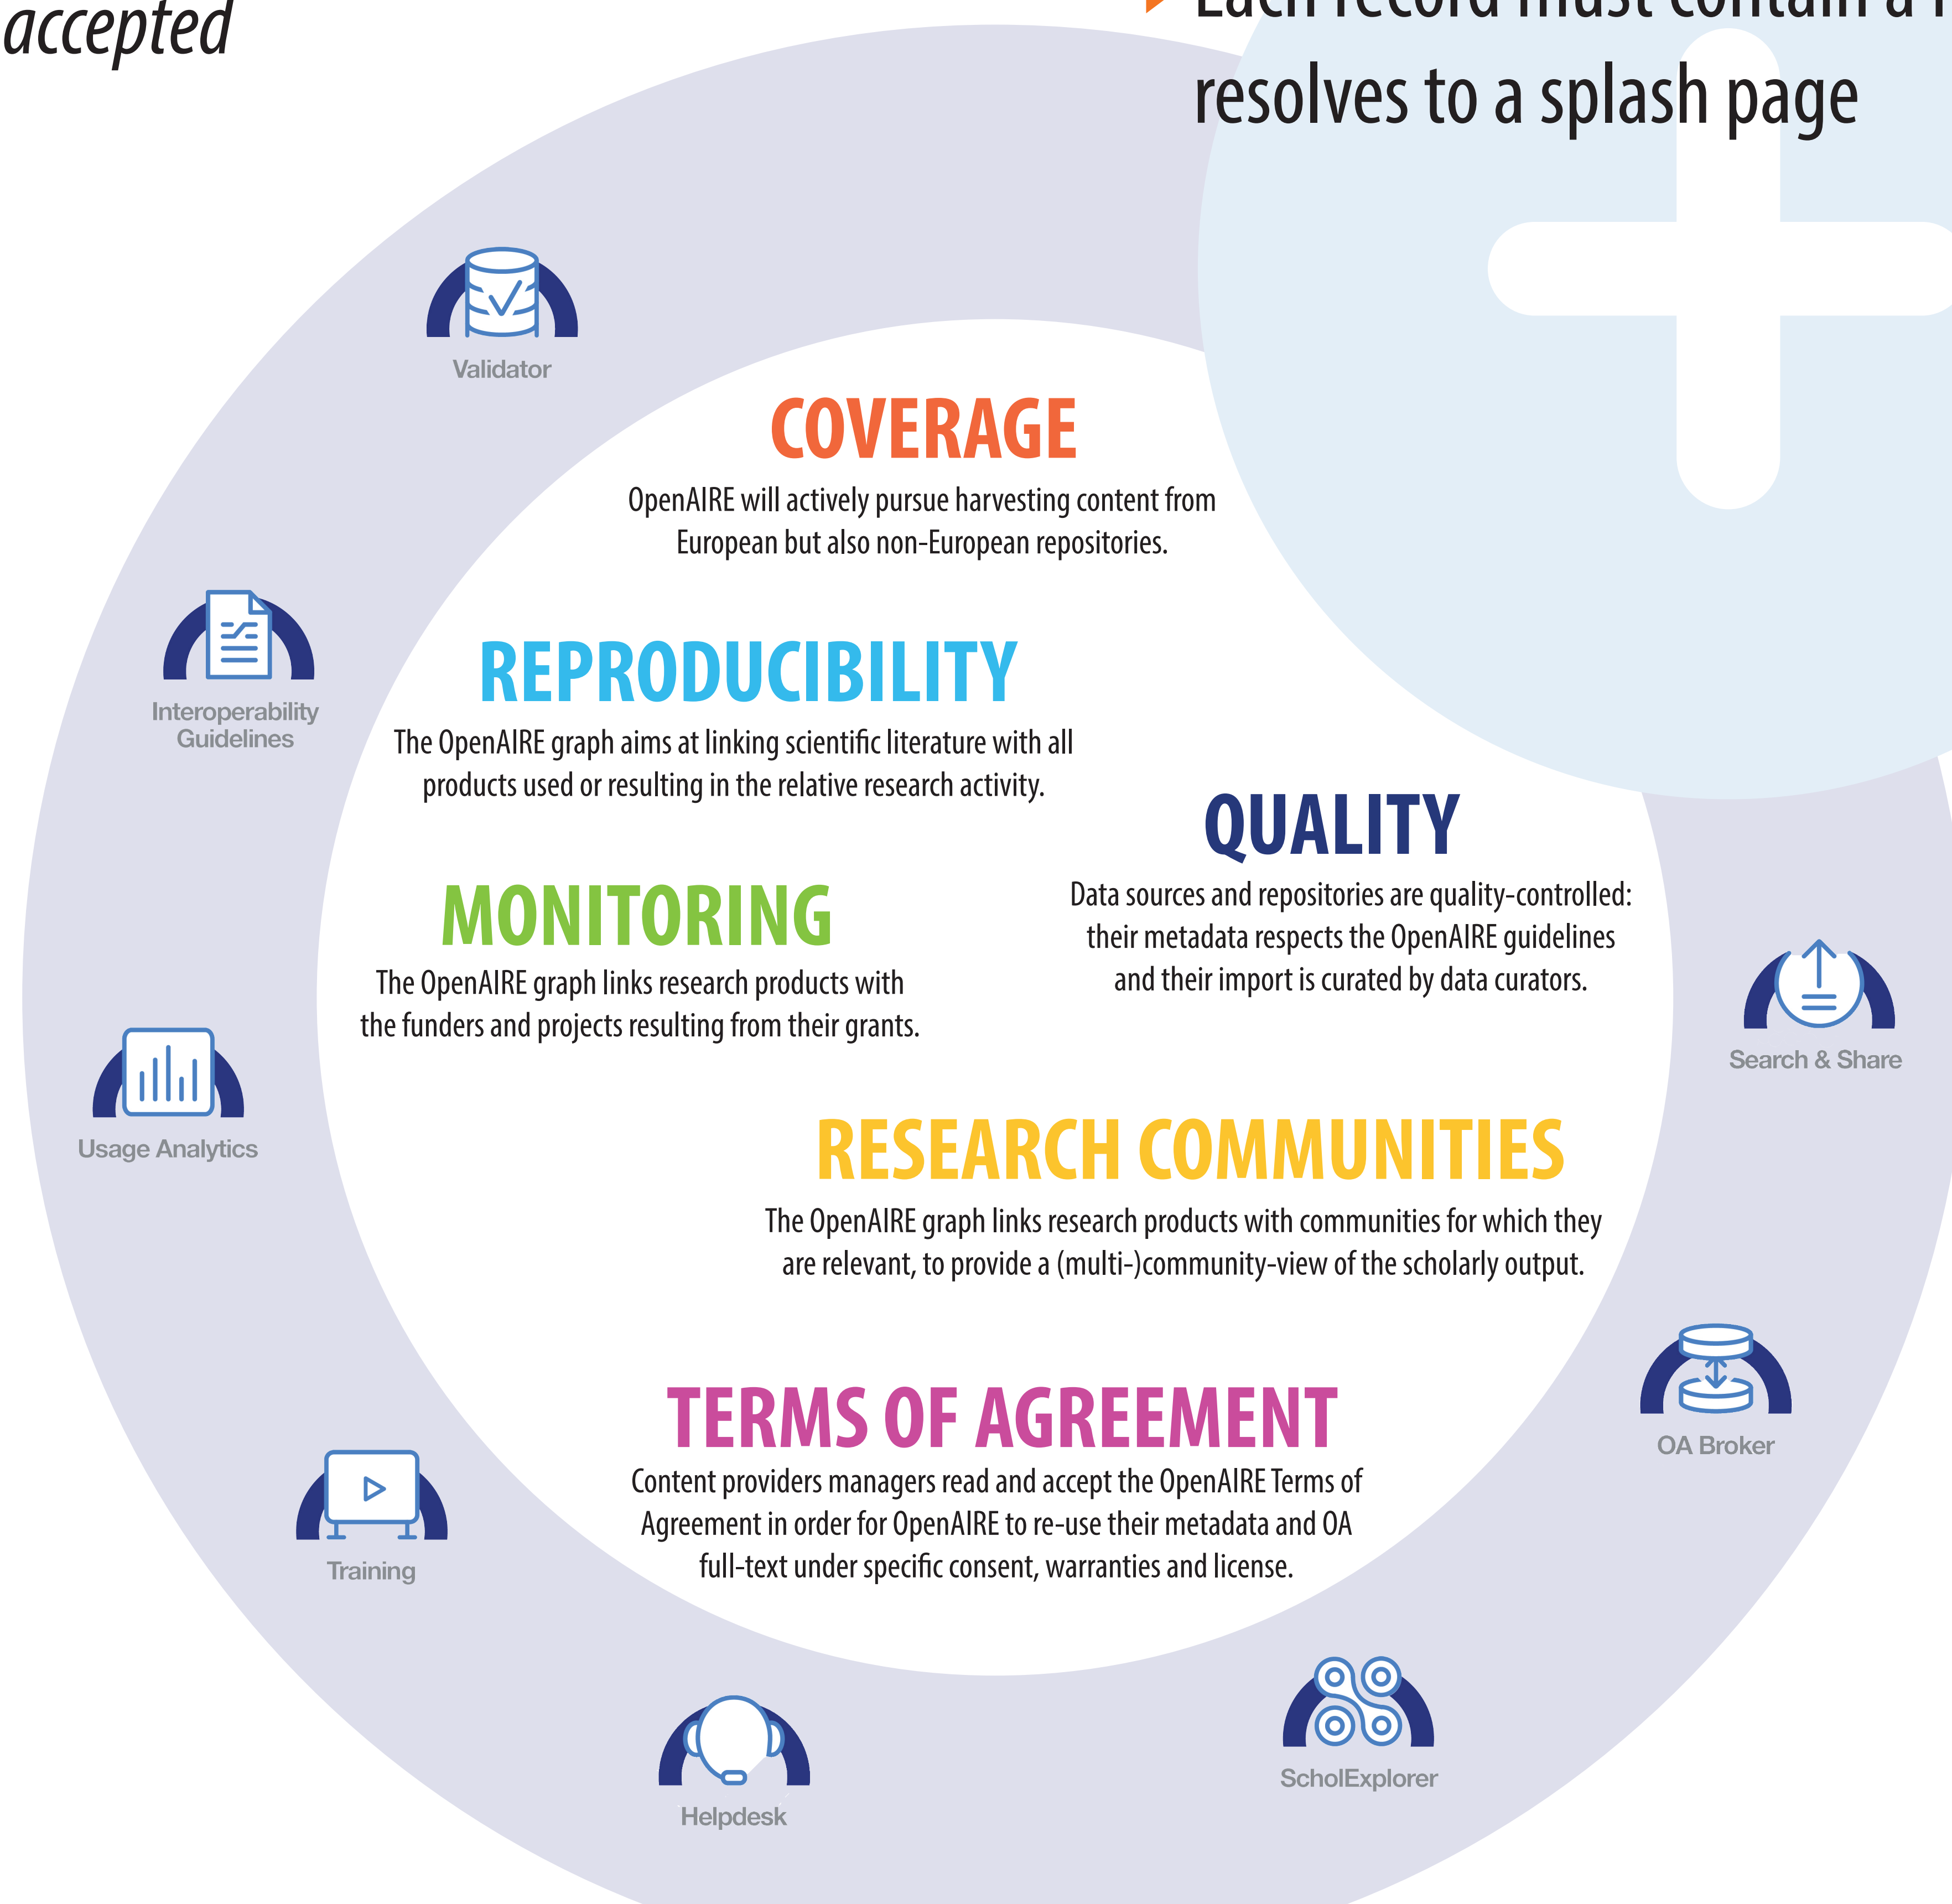 accepted
Each record must contain a
resolves to a splash page
Validator
COVERAGE
OpenAIRE will actively pursue harvesting content from
European but also non-European repositories.
Interoperability
Guidelines
REPRODUCIBILITY
The OpenAIRE graph aims at linking scientific literature with all
products used or resulting in the relative research activity.
QUALITY
Data sources and repositories are quality-controlled:
their metadata respects the OpenAIRE guidelines
and their import is curated by data curators.
MONITORING
The OpenAIRE graph links research products with
the funders and projects resulting from their grants.
Search & Share
Usage Analytics
RESEARCH COMMUNITIES
The OpenAIRE graph links research products with communities for which they
are relevant, to provide a (multi-)community-view of the scholarly output.
OA Broker
TERMS OF AGREEMENT
Content providers managers read and accept the OpenAIRE Terms of
Agreement in order for OpenAIRE to re-use their metadata and OA
full-text under specific consent, warranties and license.
Training
ScholExplorer
Helpdesk